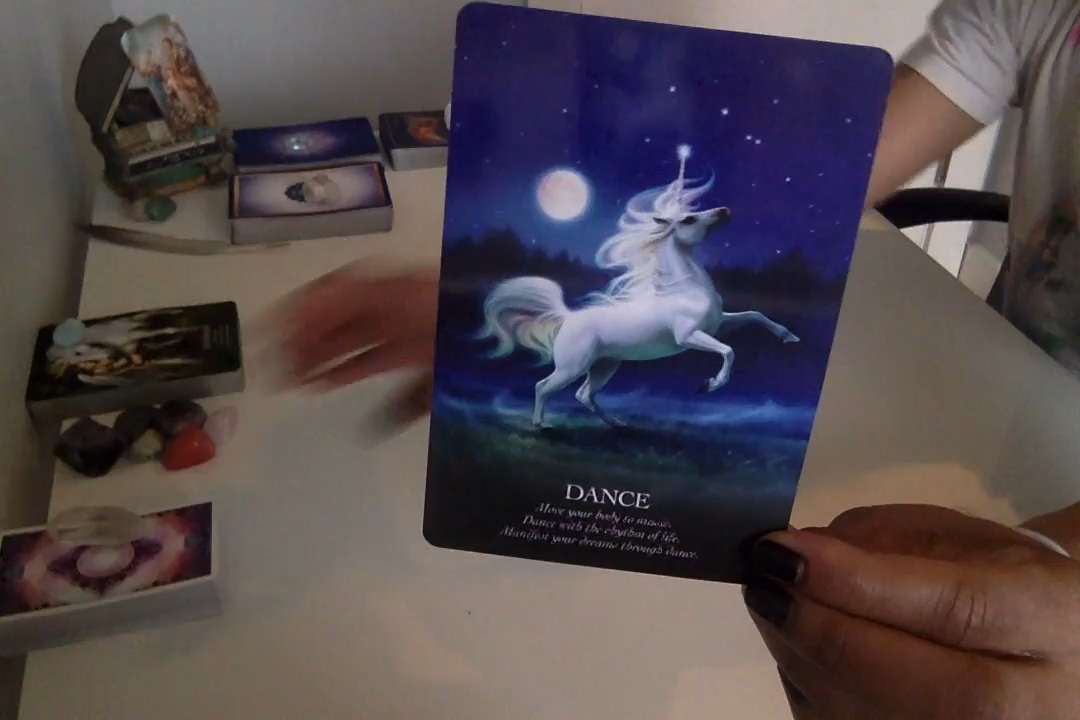 DANCE
Move your body to music.
Dance with the rhythm of life.
Manifest your dreams through dance.